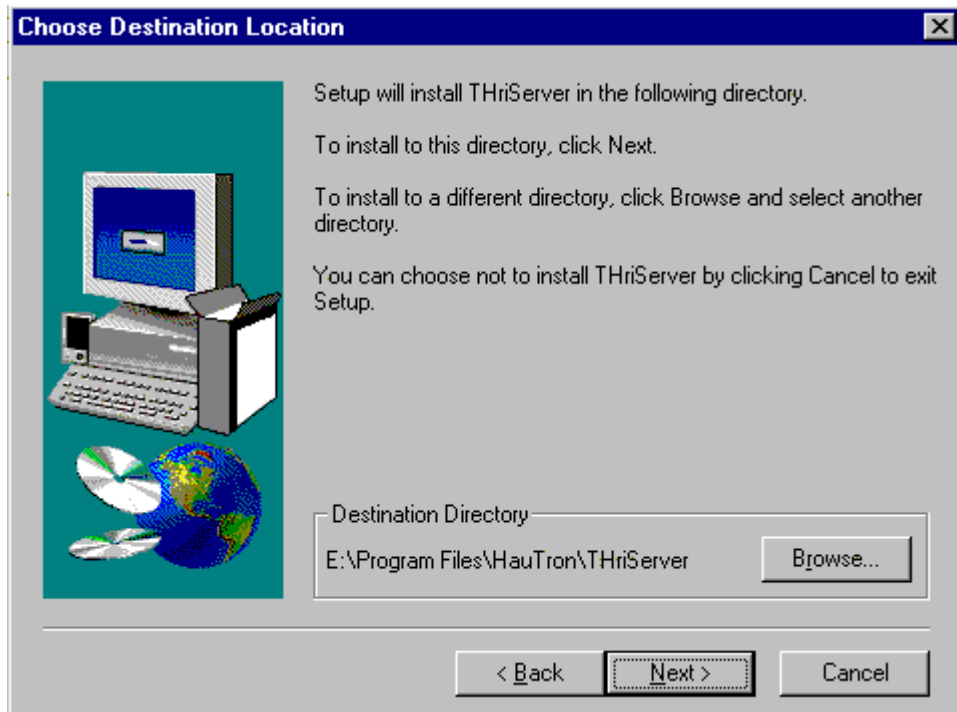 Choose Destination Location
Setup will install THriServer in the following directory.
To install to this directory, click Next.
To install to a different directory, click Browse and select another
directory.
You can choose not to install THriServer by clicking Cancel to exit
Setup.
Destination Directory
E:\Program Files\HauTron\THriServer
Browse...
< Back
Next >
Cancel